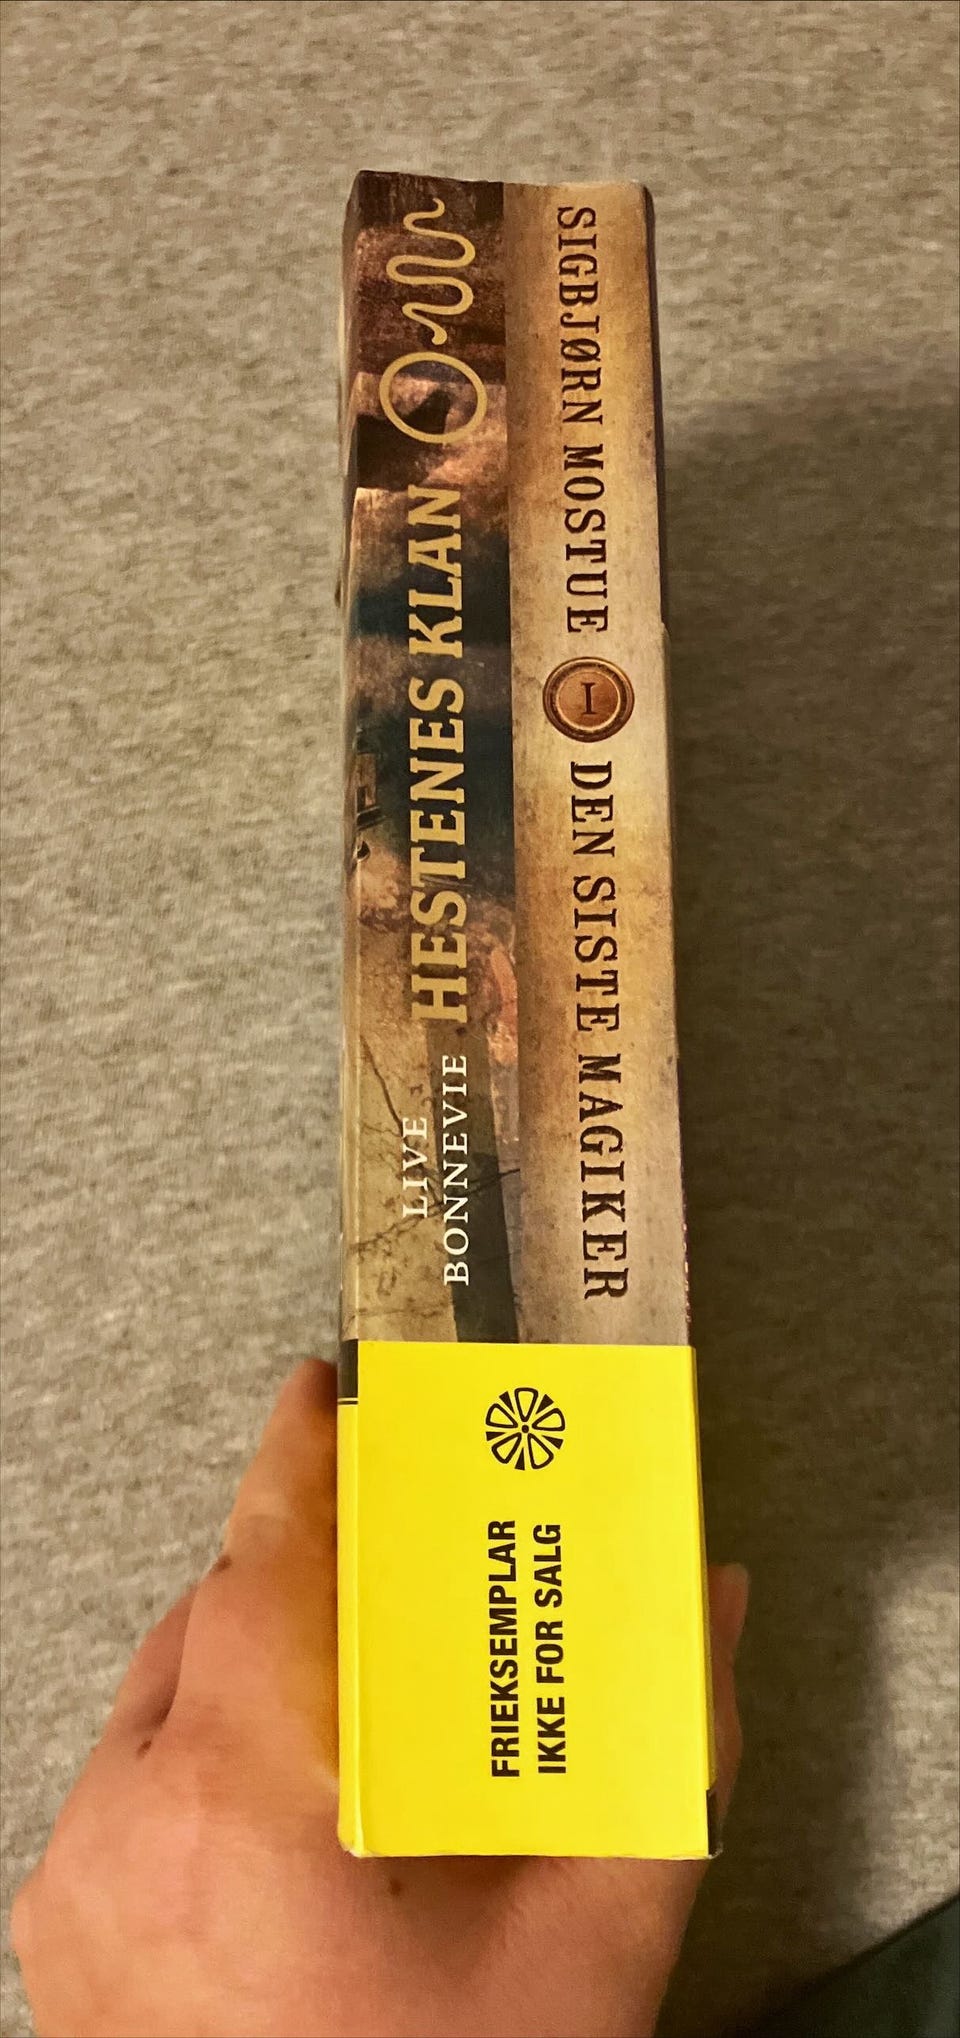 LIVE
BONNEVIE
HESTENES KLAN
SIGBJØRN MOSTUE
I
DEN SISTE MAGIKER
FRIEKSEMPLAR
IKKE FOR SALG